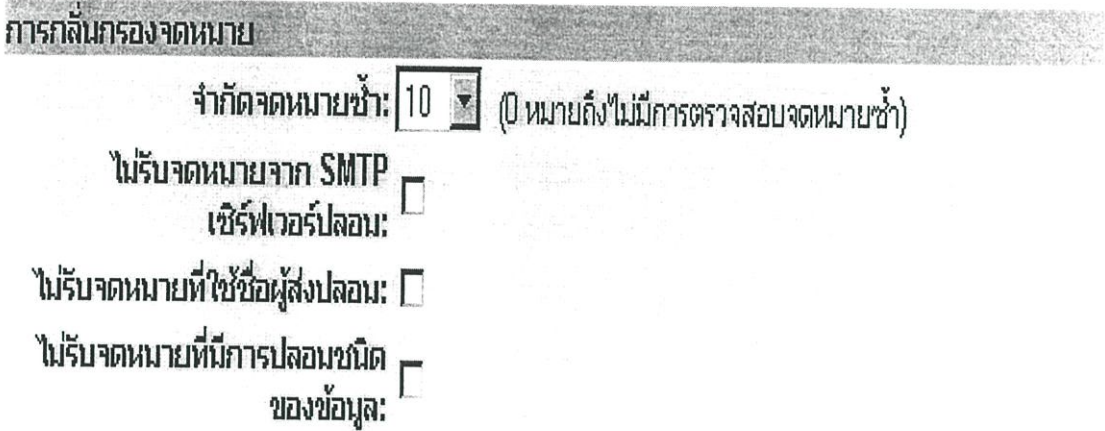 การกลั่นกรองจดหมาย
จำกัดจดหมายซ้ำ: 10 (0 หมายถึงไม่มีการตรวจสอบจดหมายซ้ำ)
ไม่รับจดหมายจาก SMTP
เซิร์ฟเวอร์ปลอม:
ไม่รับจดหมายที่ใช้ชื่อผู้ส่งปลอม:
ไม่รับจดหมายที่มีการปลอมชนิด
ของข้อมูล: